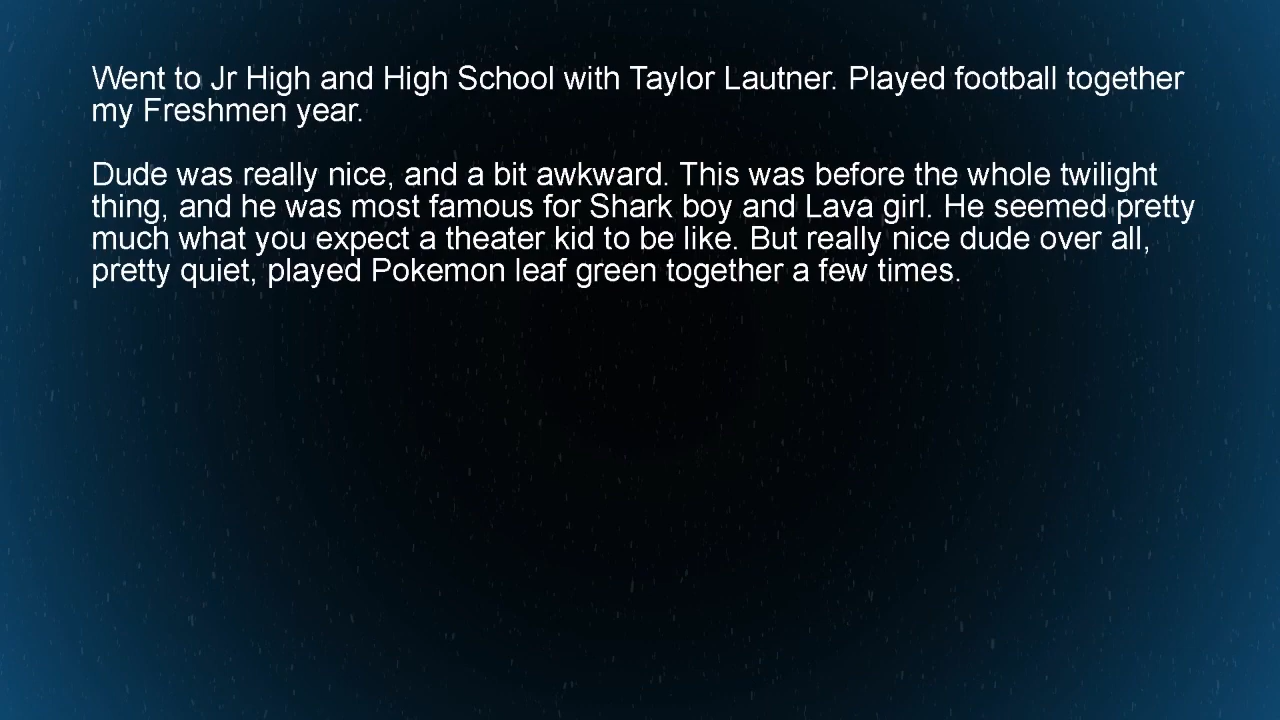 Went to Jr High and High School with Taylor Lautner. Played football together
my Freshmen year.
Dude was really nice, and a bit awkward. This was before the whole twilight
thing, and he was most famous for Shark boy and Lava girl. He seemed pretty
much what you expect a theater kid to be like. But really nice dude over all,
pretty quiet, played Pokemon leaf green together a few times.